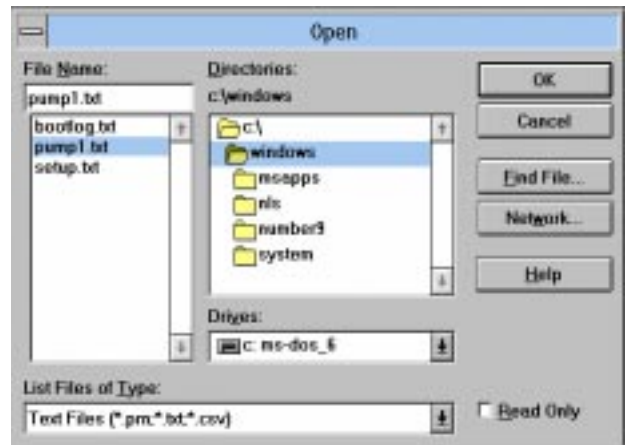 Open
File Name:
pump1.txt
bootlog.txt
pump1.txt
setup.txt
Directories:
c:\windows
c:\
windows
msapps
nls
number9
system
OK
Cancel
Find File...
Network...
Help
Drives:
c: ms-dos_6
List Files of Type:
Text Files (*.prn;*.txt;*.csv)
Read Only